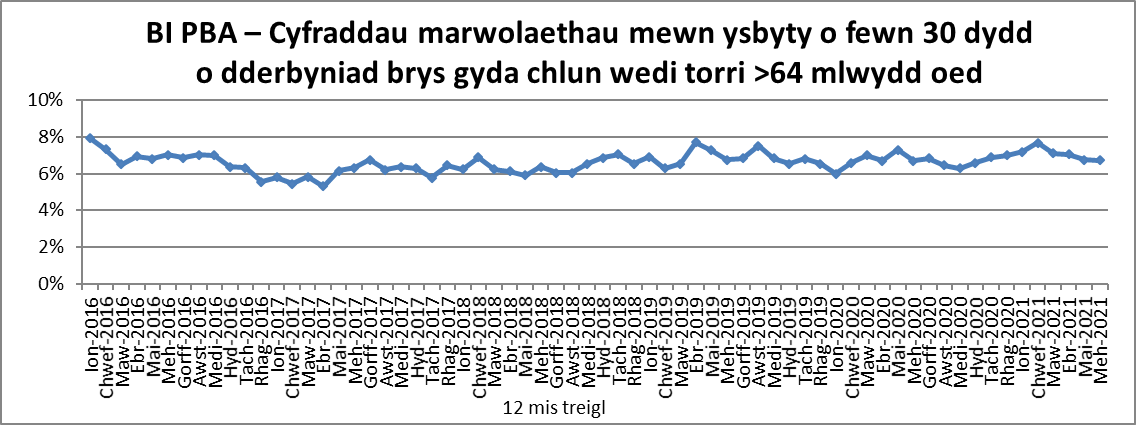 BI PBA – Cyfraddau marwolaethau mewn ysbyty o fewn 30 dydd
o dderbyniad brys gyda chlun wedi torri >64 mlwydd oed
10%
8%
6%
4%
2%
0%
Ion-2016
Chwef-2016
Maw-2016
Ebr-2016
Mai-2016
Meh-2016
Gorff-2016
Awst-2016
Medi-2016
Hyd-2016
Tach-2016
Rhag-2016
Ion-2017
Chwef-2017
Maw-2017
Ebr-2017
Mai-2017
Meh-2017
Gorff-2017
Awst-2017
Medi-2017
Hyd-2017
Tach-2017
Rhag-2017
Ion-2018
Chwef-2018
Maw-2018
Ebr-2018
Mai-2018
Meh-2018
Gorff-2018
Awst-2018
Medi-2018
Hyd-2018
Tach-2018
Rhag-2018
Ion-2019
Chwef-2019
Maw-2019
Ebr-2019
Mai-2019
Meh-2019
Gorff-2019
Awst-2019
Medi-2019
Hyd-2019
Tach-2019
Rhag-2019
Ion-2020
Chwef-2020
Maw-2020
Ebr-2020
Mai-2020
Meh-2020
Gorff-2020
Awst-2020
Medi-2020
Hyd-2020
Tach-2020
Rhag-2020
Ion-2021
Chwef-2021
Maw-2021
Ebr-2021
Mai-2021
Meh-2021
12 mis treigl